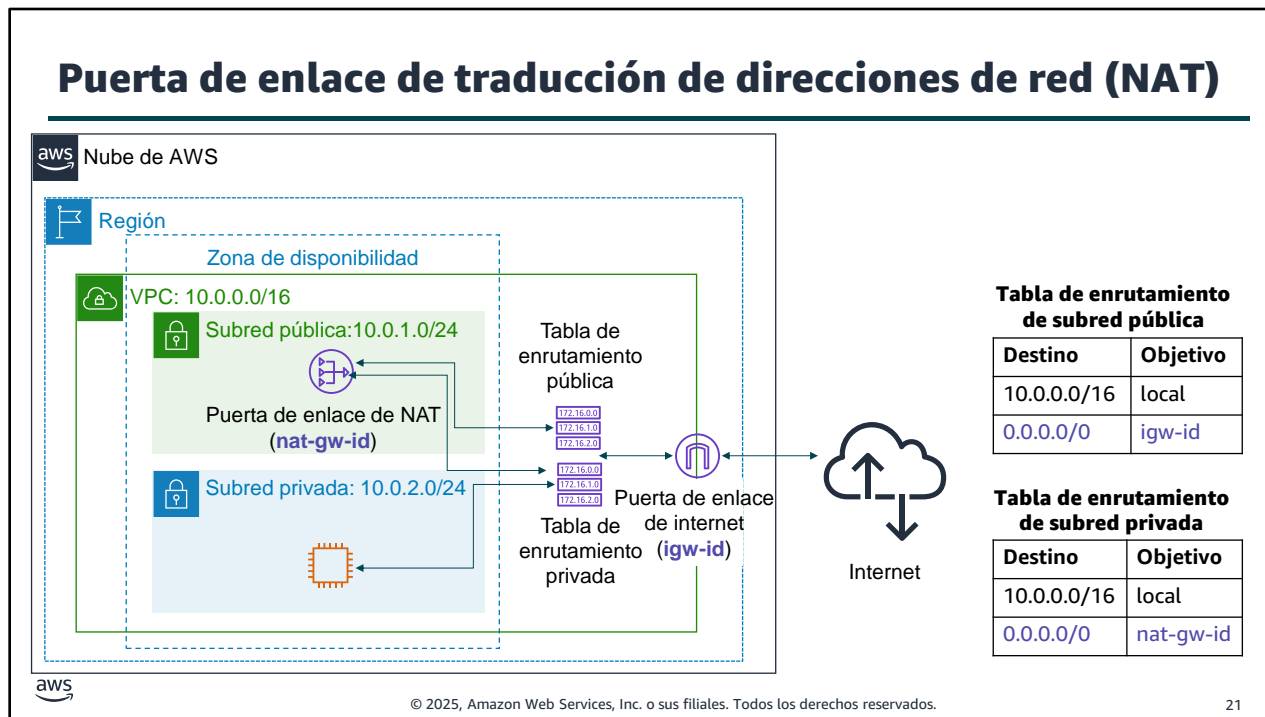 Puerta de enlace de traducción de direcciones de red (NAT)
aws
Nube de AWS
Región
Zona de disponibilidad
VPC: 10.0.0.0/16
Subred pública:10.0.1.0/24
Puerta de enlace de NAT
(nat-gw-id)
Subred privada: 10.0.2.0/24
Tabla de
enrutamiento
pública
172.16.0.0
172.16.1.0
172.16.2.0
172.16.0.0
172.16.1.0
172.16.2.0
Tabla de
enrutamiento
privada
Puerta de enlace
de internet
(igw-id)
Internet
Tabla de enrutamiento
de subred pública
Destino Objetivo
10.0.0.0/16 local
0.0.0.0/0 igw-id
Tabla de enrutamiento
de subred privada
Destino Objetivo
10.0.0.0/16 local
0.0.0.0/0 nat-gw-id
aws
© 2025, Amazon Web Services, Inc. o sus filiales. Todos los derechos reservados.
21